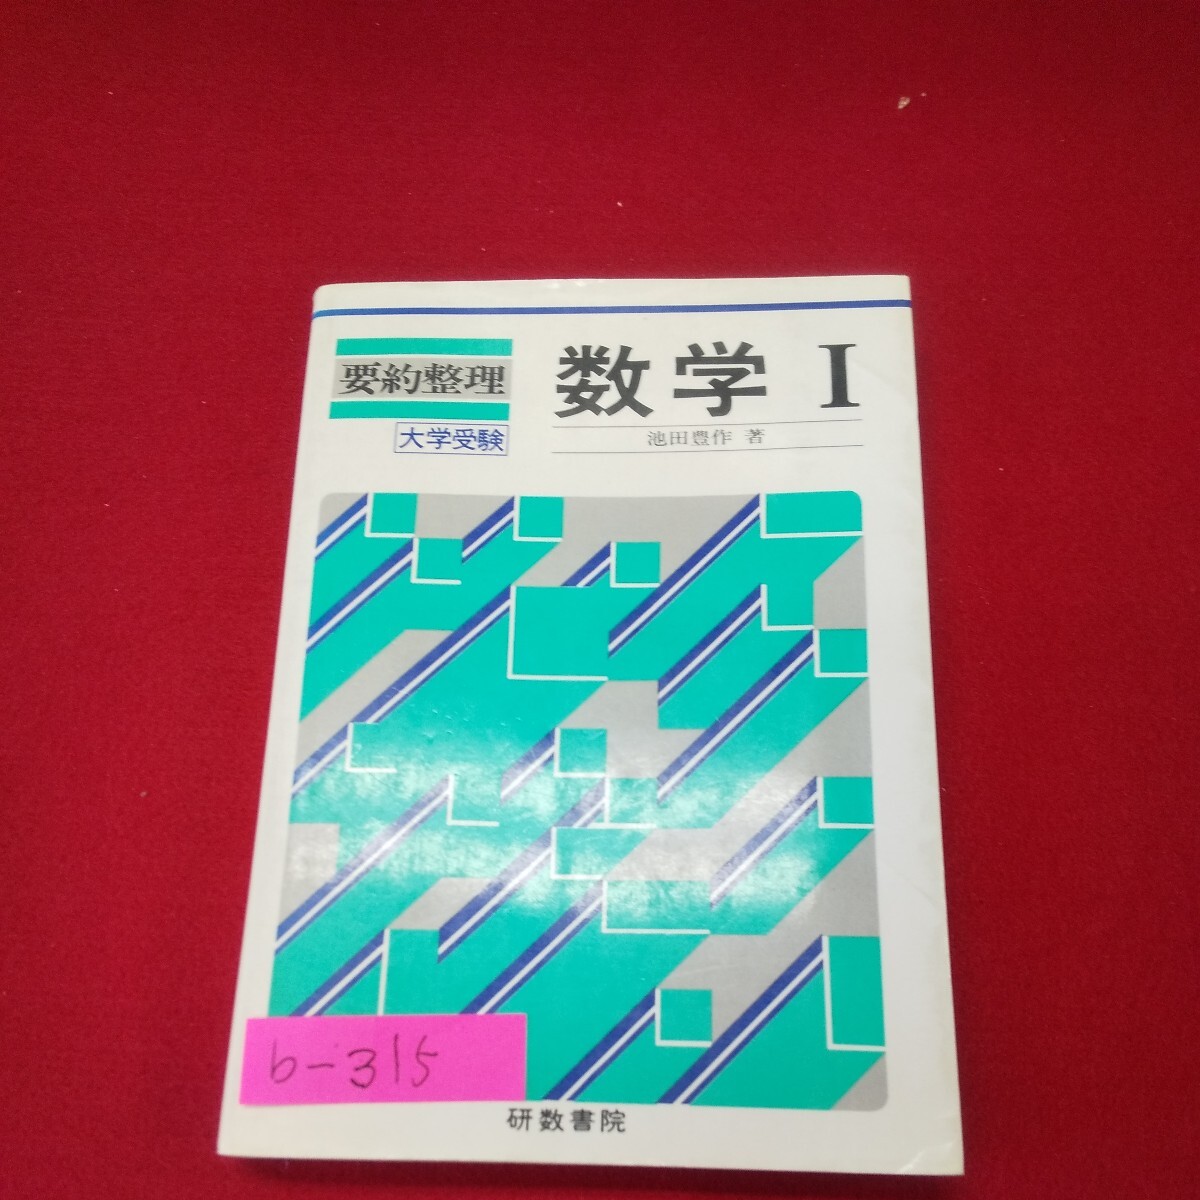 要約整理
大学受験
数学 I
池田豊作 著
b-315
研数書院